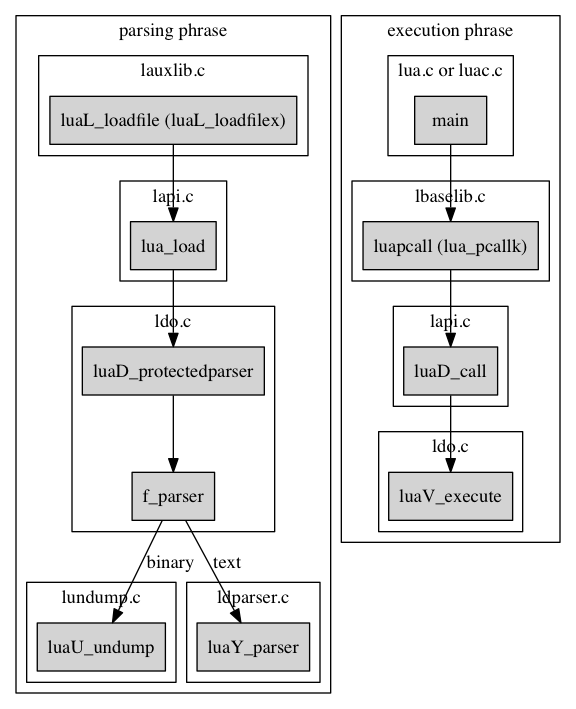 parsing phrase
lauxlib.c
luaL_loadfile (luaL_loadfilex)
lapi.c
lua_load
ldo.c
luaD_protectedparser
f_parser
binary
text
lundump.c
luaU_undump
ldparser.c
luaY_parser
execution phrase
lua.c or luac.c
main
lbaselib.c
luapcall (lua_pcallk)
lapi.c
luaD_call
ldo.c
luaV_execute